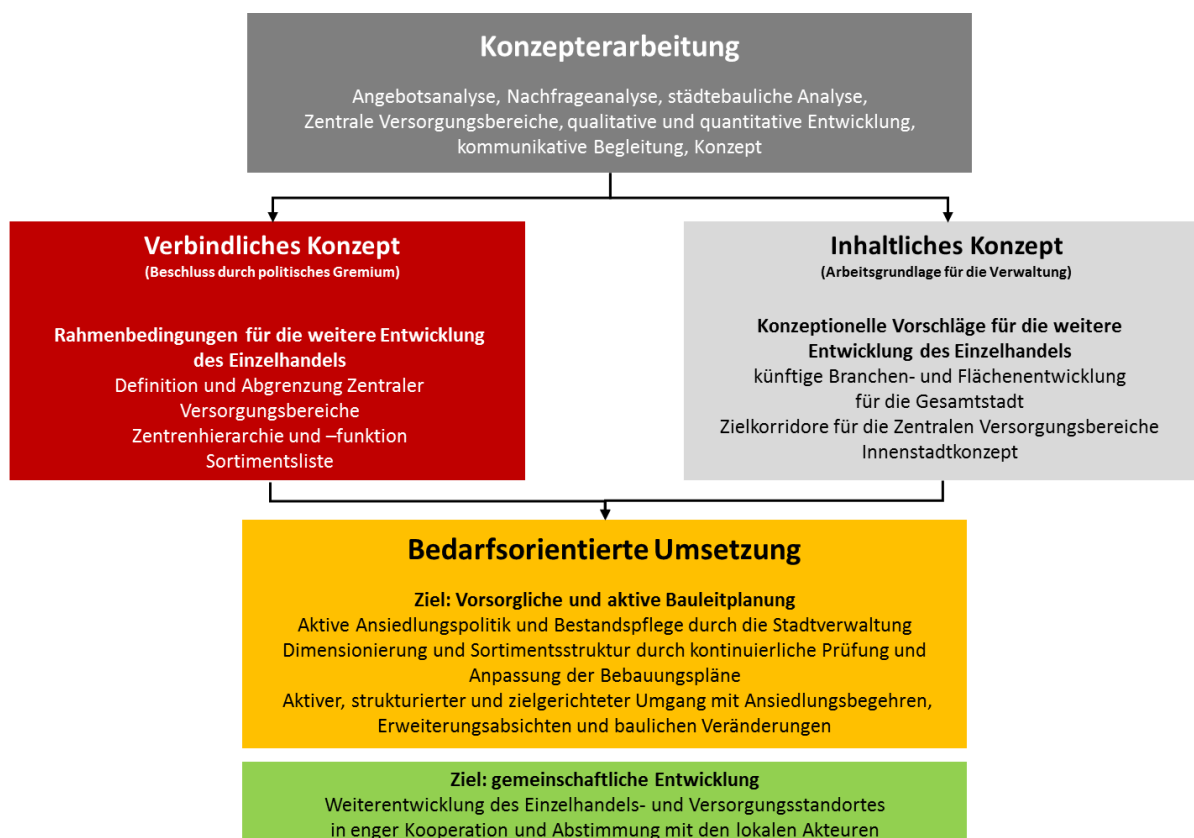 Konzepterarbeitung
Angebotsanalyse, Nachfrageanalyse, städtebauliche Analyse,
Zentrale Versorgungsbereiche, qualitative und quantitative Entwicklung,
kommunikative Begleitung, Konzept
Verbindliches Konzept
(Beschluss durch politisches Gremium)
Rahmenbedingungen für die weitere Entwicklung
des Einzelhandels
Definition und Abgrenzung Zentraler
Versorgungsbereiche
Zentrenhierarchie und –funktion
Sortimentsliste
Inhaltliches Konzept
(Arbeitsgrundlage für die Verwaltung)
Konzeptionelle Vorschläge für die weitere
Entwicklung des Einzelhandels
künftige Branchen- und Flächenentwicklung
für die Gesamtstadt
Zielkorridore für die Zentralen Versorgungsbereiche
Innenstadtkonzept
Bedarfsorientierte Umsetzung
Ziel: Vorsorgliche und aktive Bauleitplanung
Aktive Ansiedlungspolitik und Bestandspflege durch die Stadtverwaltung
Dimensionierung und Sortimentsstruktur durch kontinuierliche Prüfung und
Anpassung der Bebauungspläne
Aktiver, strukturierter und zielgerichteter Umgang mit Ansiedlungsbegehren,
Erweiterungsabsichten und baulichen Veränderungen
Ziel: gemeinschaftliche Entwicklung
Weiterentwicklung des Einzelhandels- und Versorgungsstandortes
in enger Kooperation und Abstimmung mit den lokalen Akteuren